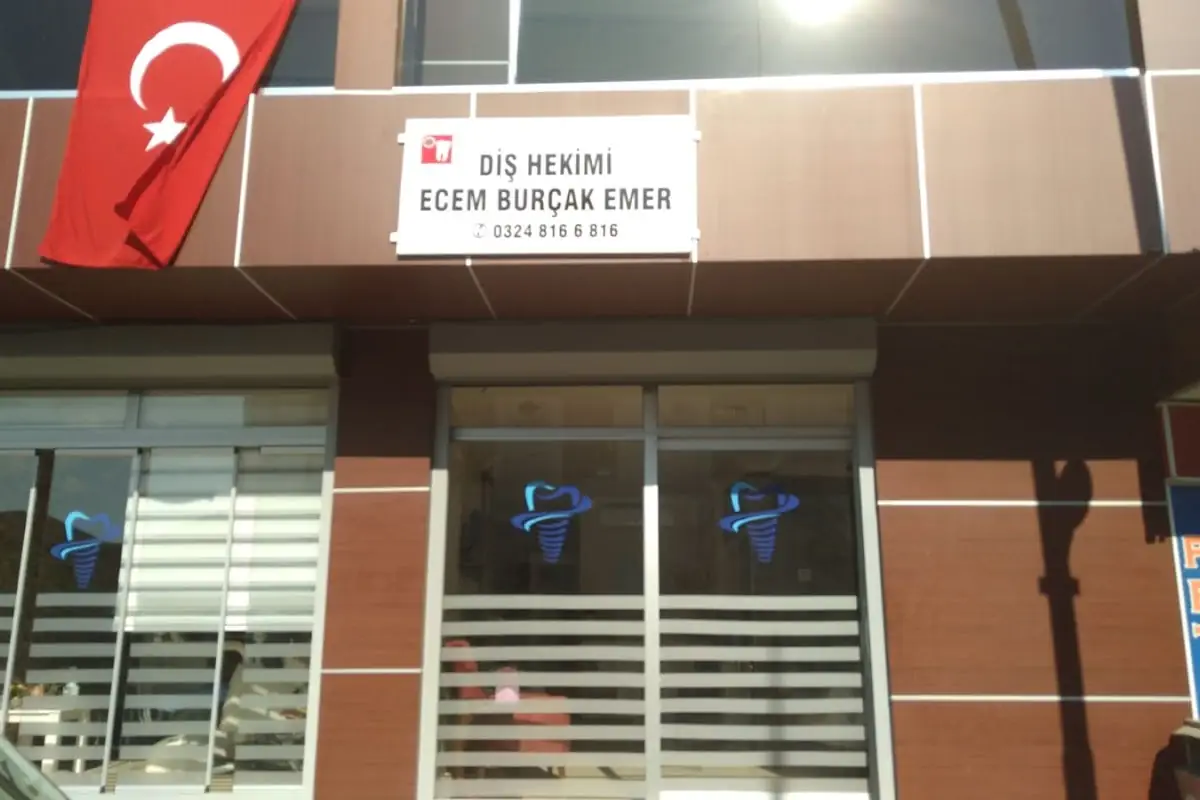 DİŞ HEKİMİ
ECEM BURÇAK EMER
0324 816 6 816